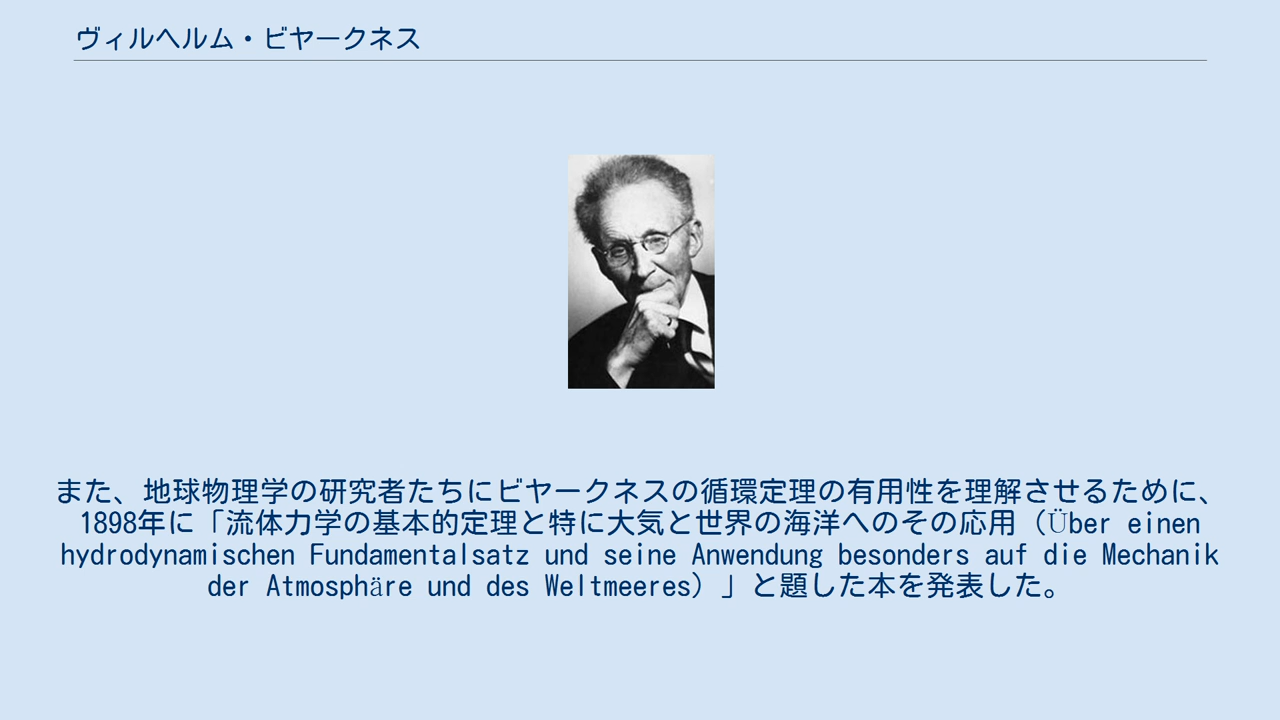 ヴィルヘルム・ビヤークネス
また、地球物理学の研究者たちにビヤークネスの循環定理の有用性を理解させるために、
1898年に「流体力学の基本的定理と特に大気と世界の海洋へのその応用（Über einen
hydrodynamischen Fundamentalsatz und seine Anwendung besonders auf die Mechanik
der Atmosphäre und des Weltmeeres）」と題した本を発表した。